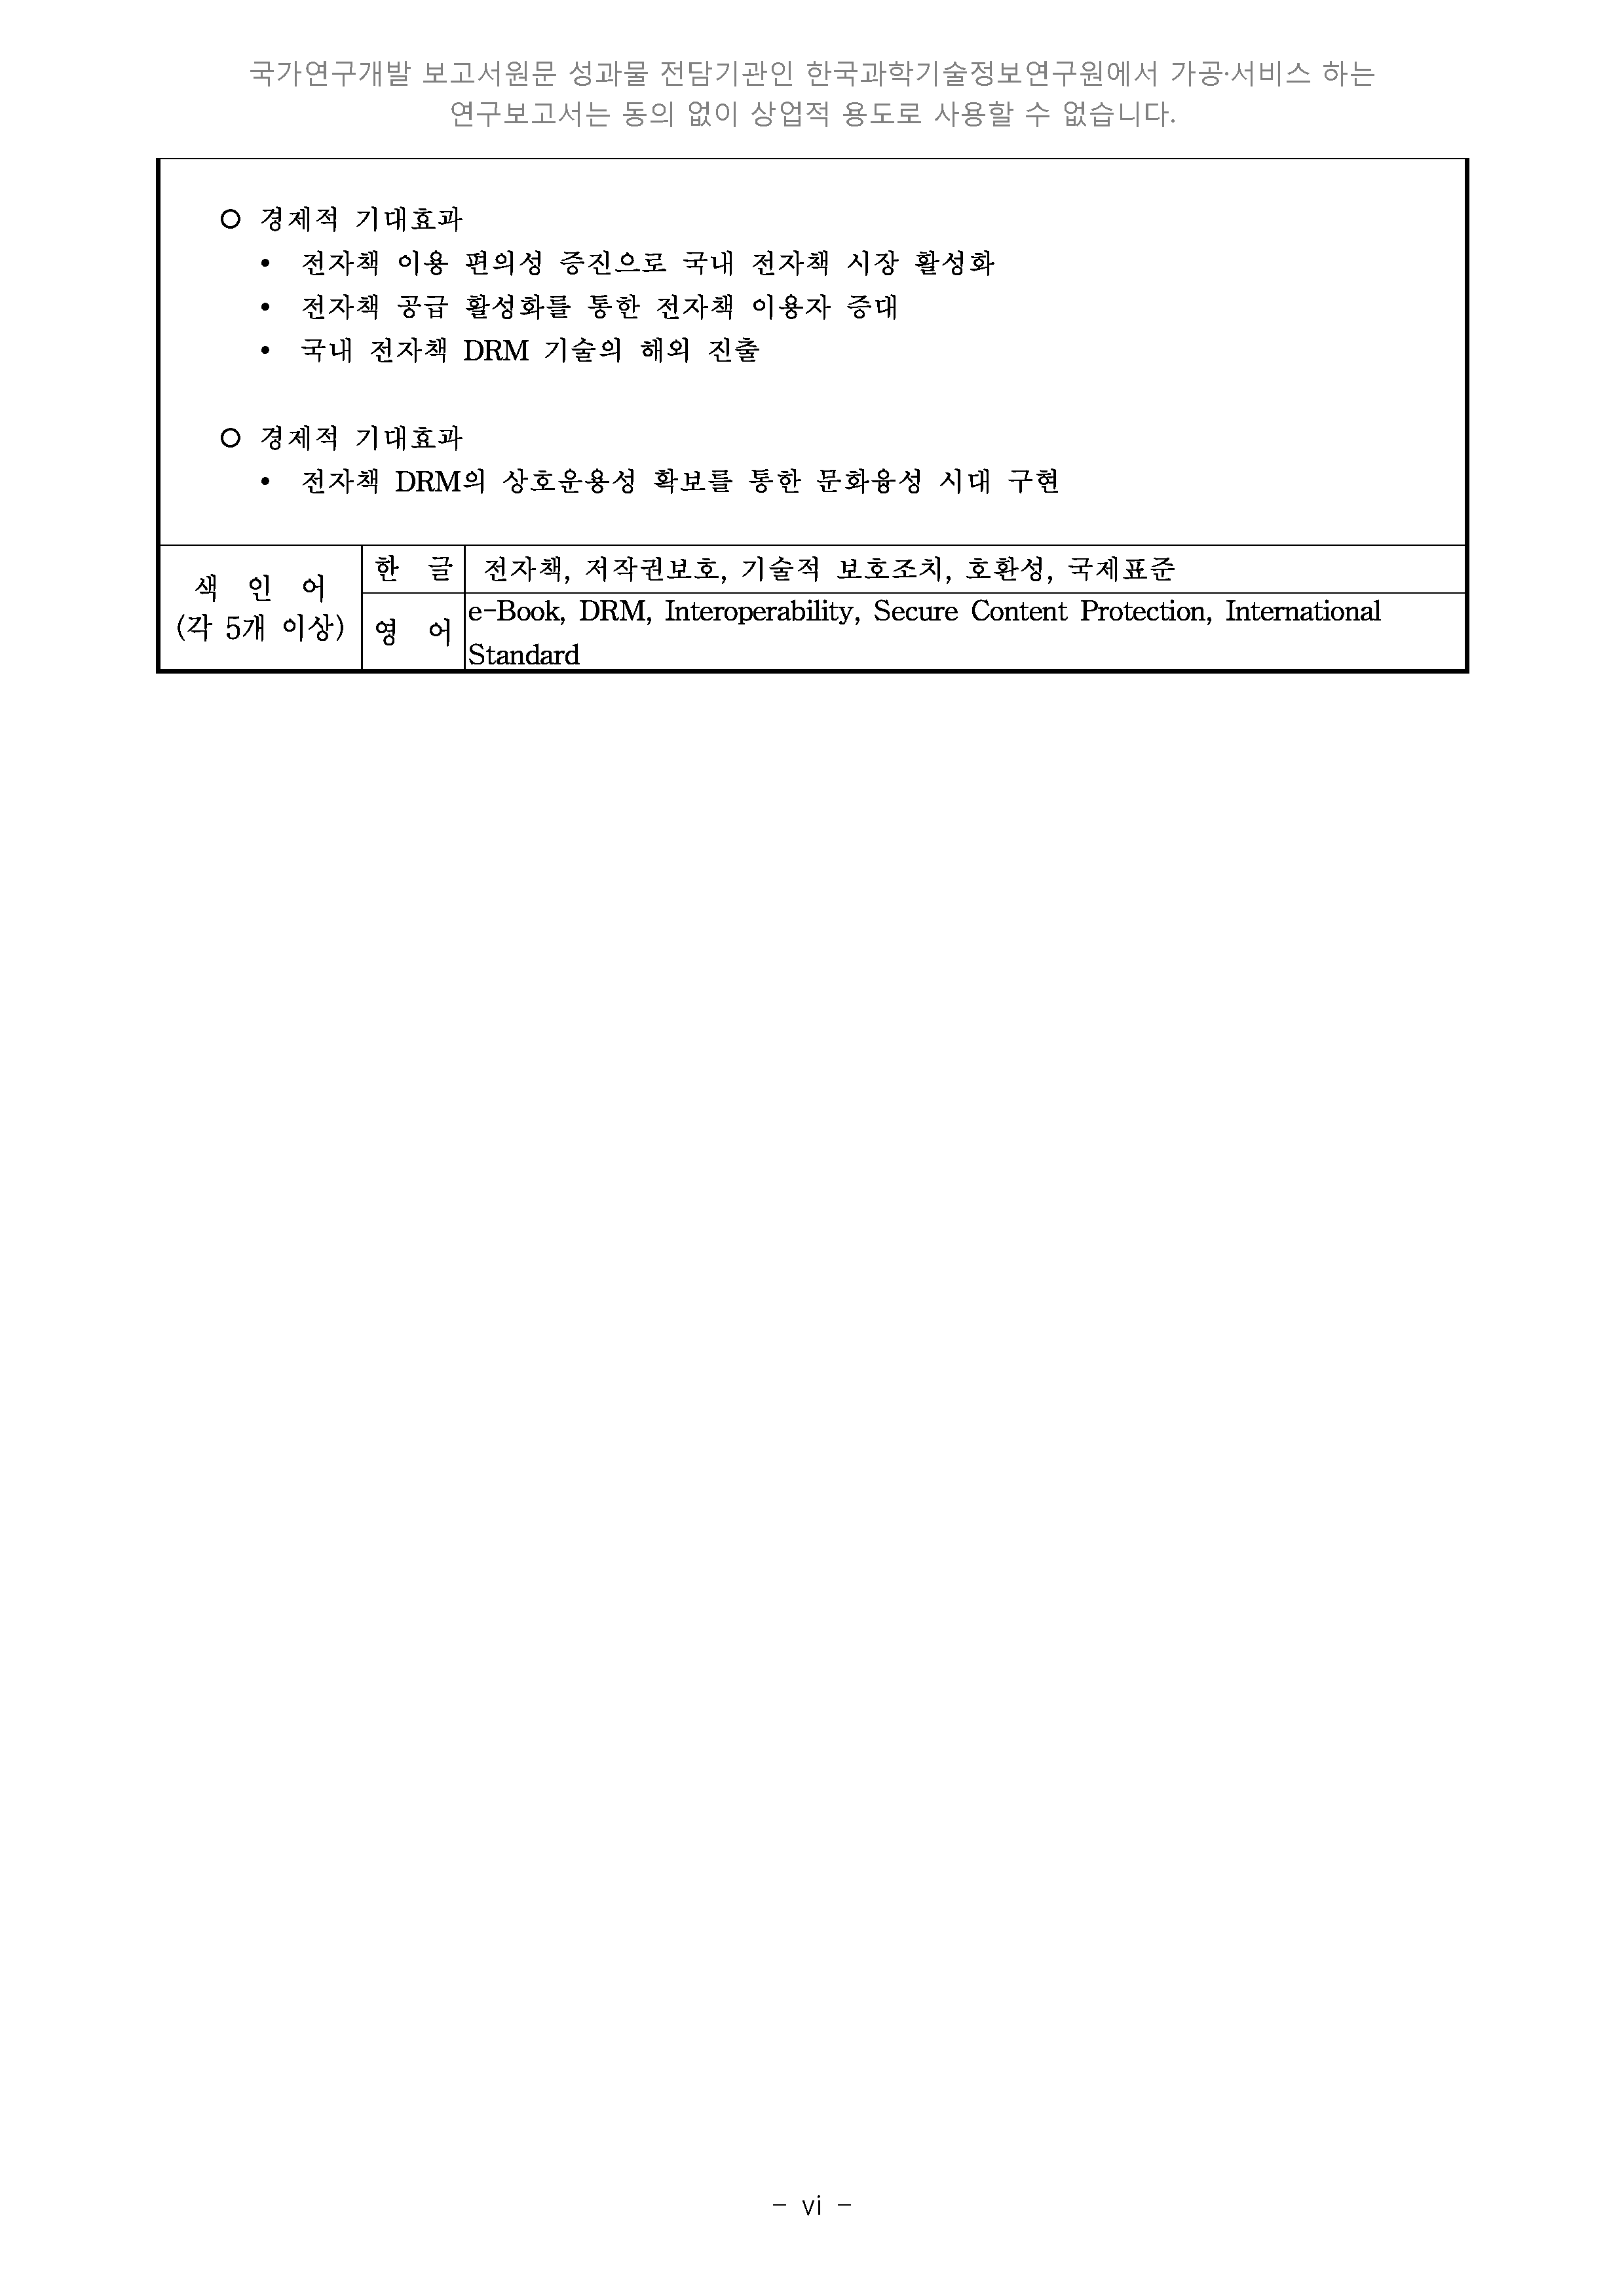 국가연구개발 보고서원문 성과물 전담기관인 한국과학기술정보연구원에서 가공·서비스 하는
연구보고서는 동의 없이 상업적 용도로 사용할 수 없습니다.
○ 경제적 기대효과
• 전자책 이용 편의성 증진으로 국내 전자책 시장 활성화
• 전자책 공급 활성화를 통한 전자책 이용자 증대
• 국내 전자책 DRM 기술의 해외 진출
○ 경제적 기대효과
• 전자책 DRM의 상호운용성 확보를 통한 문화융성 시대 구현
색 인 어
(각 5개 이상)
한 글
전자책, 저작권보호, 기술적 보호조치, 호환성, 국제표준
영 어
e-Book, DRM, Interoperability, Secure Content Protection, International
Standard
- vi -